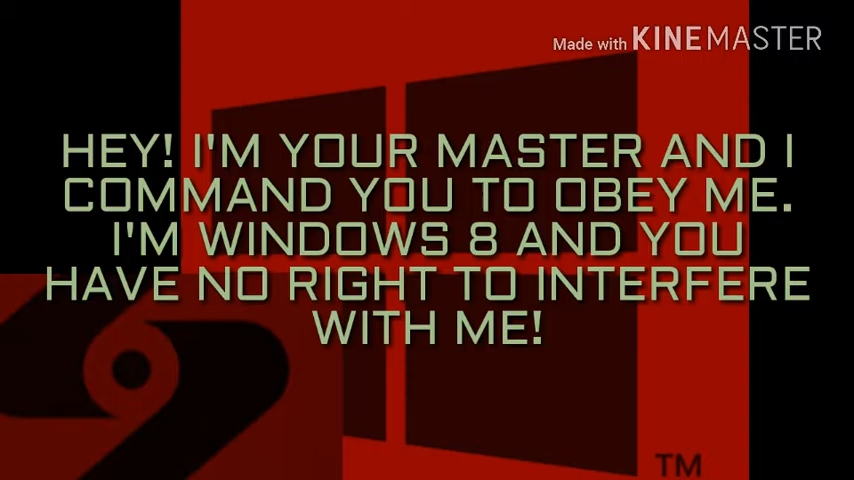 Made with KINEMASTER
HEY! I'M YOUR MASTER AND I
COMMAND YOU TO OBEY ME.
I'M WINDOWS 8 AND YOU
HAVE NO RIGHT TO INTERFERE
WITH ME!
TM